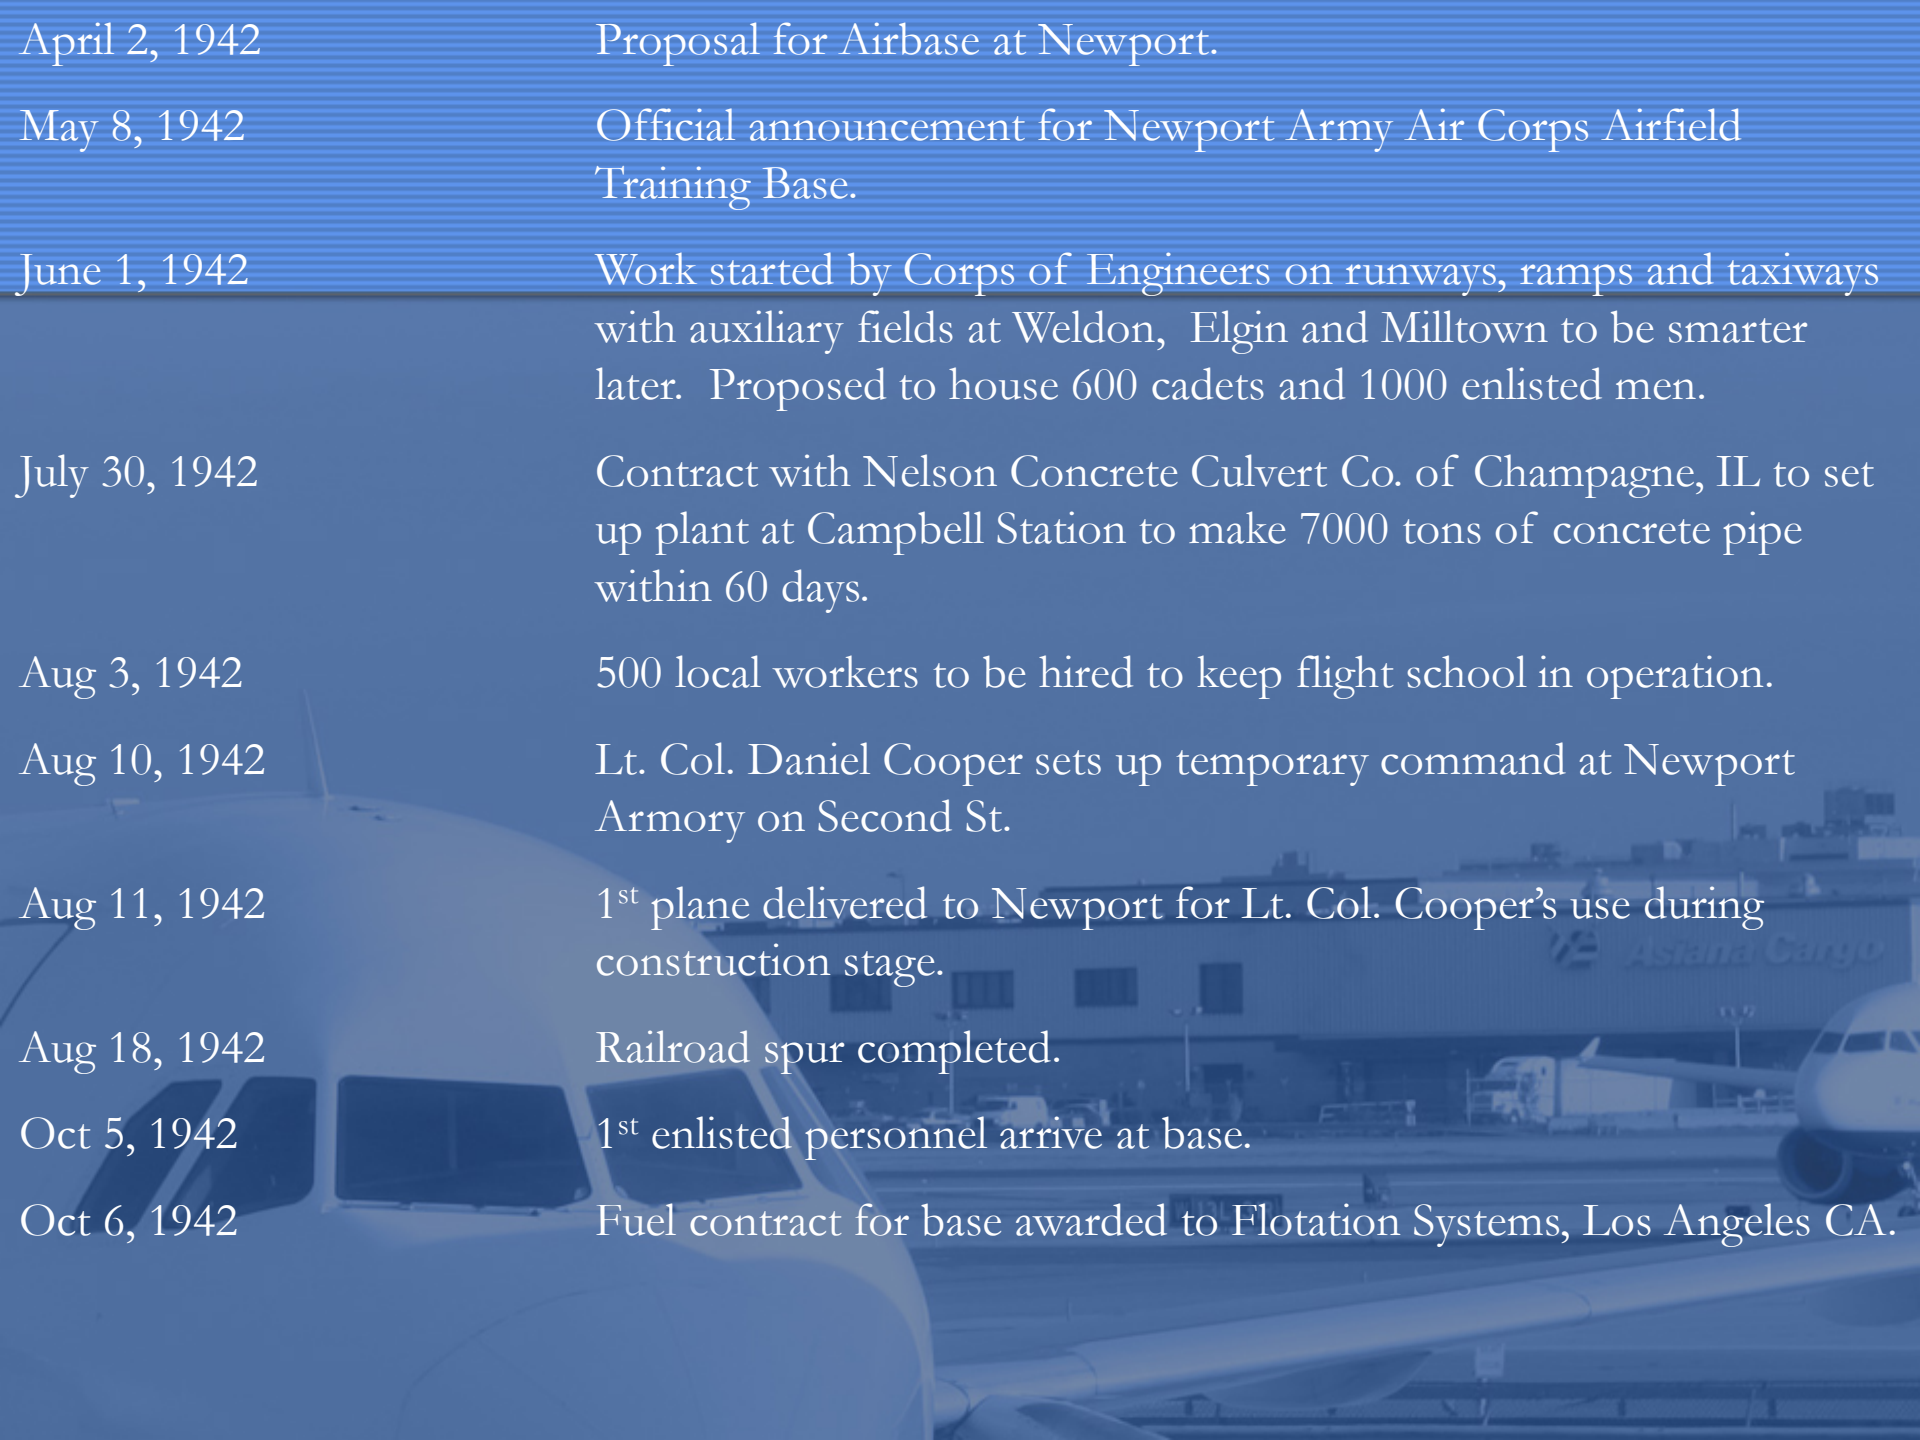 April 2, 1942 Proposal for Airbase at Newport.
May 8, 1942 Official announcement for Newport Army Air Corps Airfield
Training Base.
June 1, 1942 Work started by Corps of Engineers on runways, ramps and taxiways
with auxiliary fields at Weldon, Elgin and Milltown to be smarter
later. Proposed to house 600 cadets and 1000 enlisted men.
July 30, 1942 Contract with Nelson Concrete Culvert Co. of Champagne, IL to set
up plant at Campbell Station to make 7000 tons of concrete pipe
within 60 days.
Aug 3, 1942 500 local workers to be hired to keep flight school in operation.
Aug 10, 1942 Lt. Col. Daniel Cooper sets up temporary command at Newport
Armory on Second St.
Aug 11, 1942 1st plane delivered to Newport for Lt. Col. Cooper’s use during
construction stage.
Asiana Cargo
Aug 18, 1942 Railroad spur completed.
Oct 5, 1942 1st enlisted personnel arrive at base.
Oct 6, 1942 Fuel contract for base awarded to Flotation Systems, Los Angeles CA.